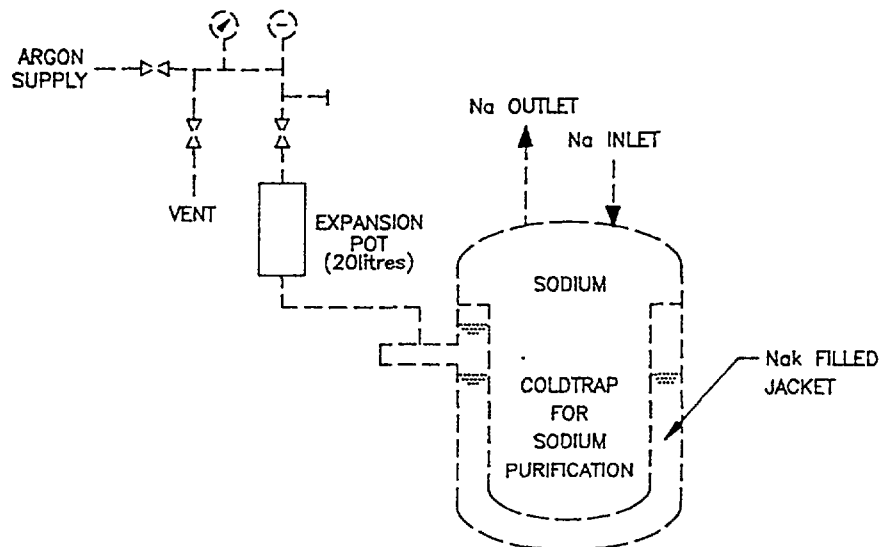 ARGON
SUPPLY
VENT
EXPANSION
POT
(20litres)
Na OUTLET
Na INLET
SODIUM
COLDTRAP
FOR
SODIUM
PURIFICATION
Nak FILLED
JACKET